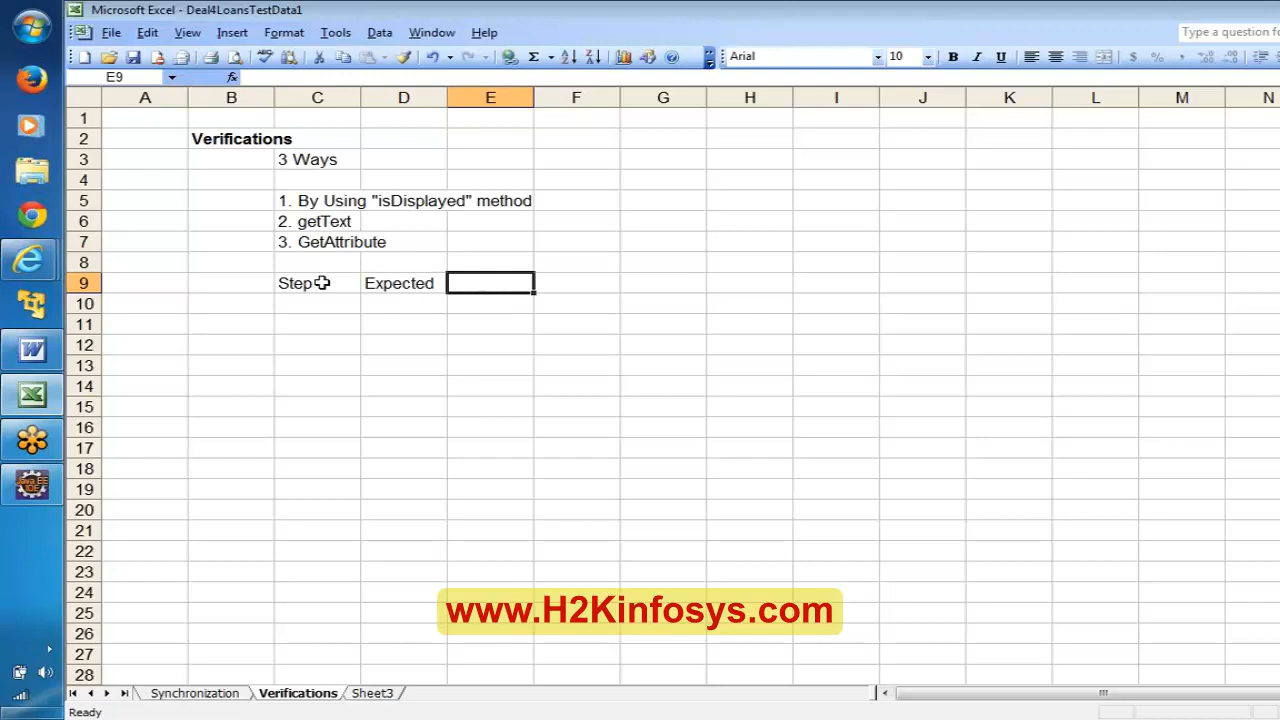 Microsoft Excel - Deal4LoansTestData1
File Edit View Insert Format Tools Data Window Help
Type a question fo
Arial 10 B I U $ %
E9 fx
A B C D E F G H I J K L M N
1
2 Verifications
3 3 Ways
4
5 1. By Using "isDisplayed" method
6 2. getText
7 3. GetAttribute
8
9 Step Expected
10
11
12
13
14
15
16
17
18
19
20
21
22
23
24
www.H2Kinfosys.com
25
26
27
28
Synchronization Verifications Sheet3
Ready